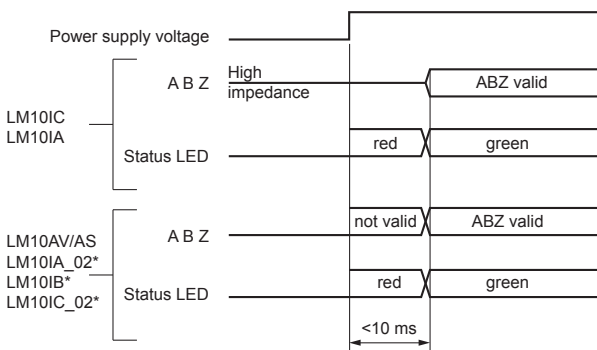 Power supply voltage
A B Z
High
impedance
ABZ valid
LM10IC
LM10IA
Status LED
red
green
A B Z
not valid
ABZ valid
LM10AV/AS
LM10IA_02*
LM10IB*
LM10IC_02*
Status LED
red
green
<10 ms